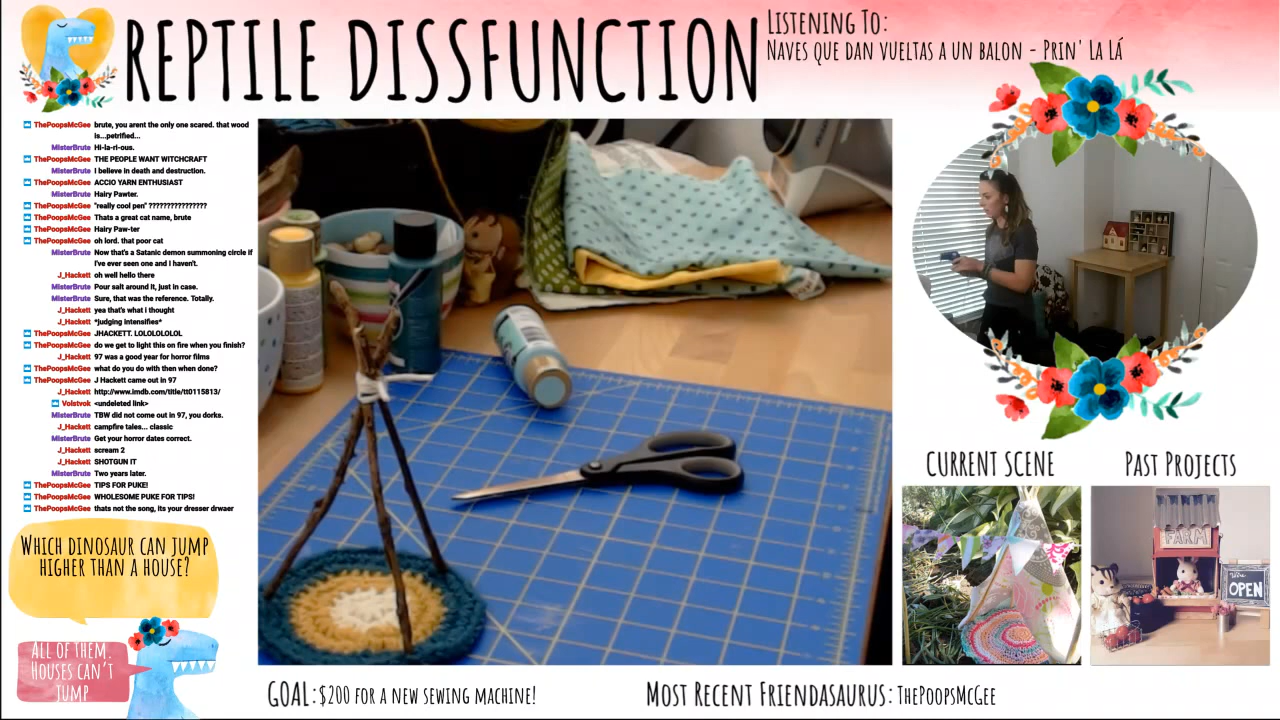 REPTILE DISSFUNCTION
LISTENING TO:
NAVES QUE DAN VUELTAS A UN BALON - PRIN' LA LÁ
ThePoopsMcGee brute, you arent the only one scared. that wood
is...petrified...
MisterBrute Hi-la-ri-ous.
ThePoopsMcGee THE PEOPLE WANT WITCHCRAFT
MisterBrute I believe in death and destruction.
ThePoopsMcGee ACCIO YARN ENTHUSIAST
MisterBrute Hairy Pawter.
ThePoopsMcGee "really cool pen" ????????????????
ThePoopsMcGee Thats a great cat name, brute
ThePoopsMcGee Hairy Paw-ter
ThePoopsMcGee oh lord. that poor cat
MisterBrute Now that's a Satanic demon summoning circle if
I've ever seen one and I haven't.
J_Hackett oh well hello there
MisterBrute Pour salt around it, just in case.
MisterBrute Sure, that was the reference. Totally.
J_Hackett yea that's what i thought
J_Hackett *judging intensifies*
ThePoopsMcGee JHACKETT. LOLOLOLOLOL
ThePoopsMcGee do we get to light this on fire when you finish?
J_Hackett 97 was a good year for horror films
ThePoopsMcGee what do you do with then when done?
ThePoopsMcGee J Hackett came out in 97
J_Hackett http://www.imdb.com/title/tt0115813/
Volstvok <undeleted link>
MisterBrute TBW did not come out in 97, you dorks.
J_Hackett campfire tales... classic
MisterBrute Get your horror dates correct.
J_Hackett scream 2
J_Hackett SHOTGUN IT
MisterBrute Two years later.
ThePoopsMcGee TIPS FOR PUKE!
ThePoopsMcGee WHOLESOME PUKE FOR TIPS!
ThePoopsMcGee thats not the song, its your dresser drwaer
WHICH DINOSAUR CAN JUMP
HIGHER THAN A HOUSE?
ALL OF THEM.
HOUSES CAN'T
JUMP
CURRENT SCENE
PAST PROJECTS
FARM
We're
OPEN
GOAL: $200 FOR A NEW SEWING MACHINE!
MOST RECENT FRIENDASAURUS: THEPOOPSMCGEE